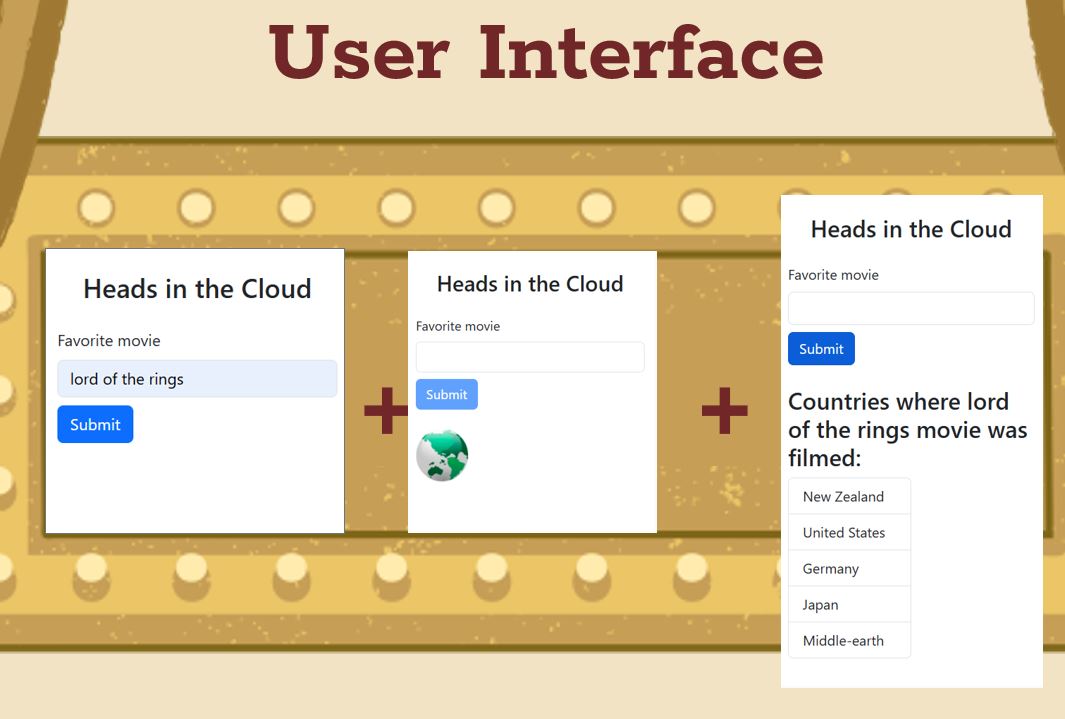 User Interface
Heads in the Cloud
Favorite movie
lord of the rings
Submit
+
Heads in the Cloud
Favorite movie
Submit
+
Heads in the Cloud
Favorite movie
Submit
Countries where lord
of the rings movie was
filmed:
New Zealand
United States
Germany
Japan
Middle-earth